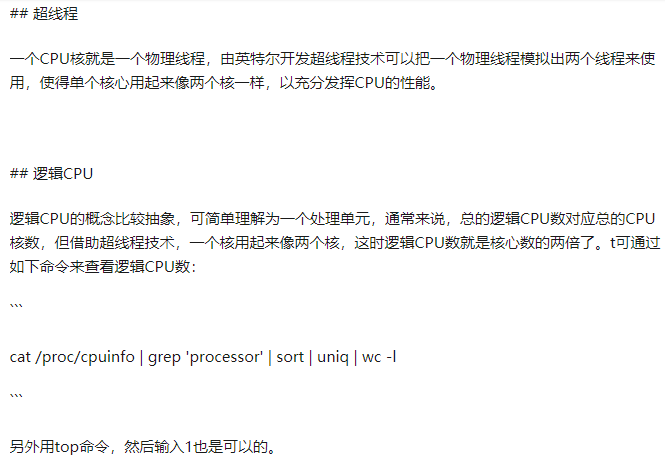 ## 超线程
一个CPU核就是一个物理线程，由英特尔开发超线程技术可以把一个物理线程模拟出两个线程来使
用，使得单个核心用起来像两个核一样，以充分发挥CPU的性能。
## 逻辑CPU
逻辑CPU的概念比较抽象，可简单理解为一个处理单元，通常来说，总的逻辑CPU数对应总的CPU
核数，但借助超线程技术，一个核用起来像两个核，这时逻辑CPU数就是核心数的两倍了。t可通过
如下命令来查看逻辑CPU数：
```
cat /proc/cpuinfo | grep 'processor' | sort | uniq | wc -l
```
另外用top命令，然后输入1也是可以的。